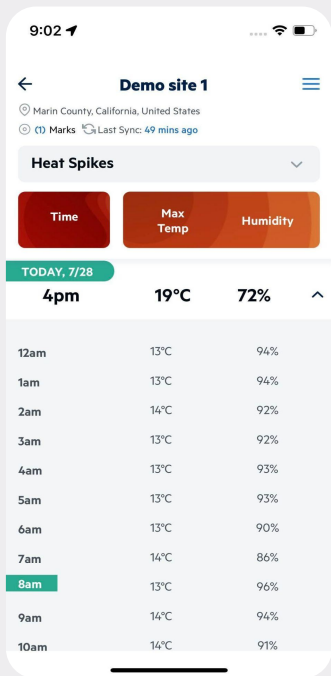 9:02
Demo site 1
Marin County, California, United States
(1) Marks Last Sync: 49 mins ago
Heat Spikes
Time Max Temp Humidity
TODAY, 7/28
4pm 19°C 72%
12am 13°C 94%
1am 13°C 94%
2am 14°C 92%
3am 13°C 92%
4am 13°C 93%
5am 13°C 93%
6am 13°C 90%
7am 14°C 86%
8am 13°C 96%
9am 14°C 94%
10am 14°C 91%